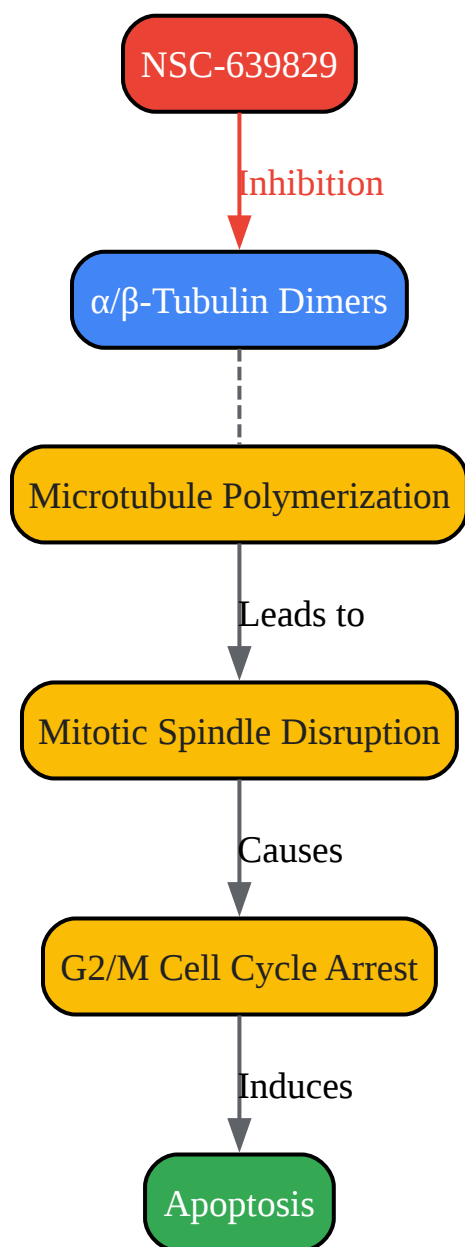 NSC-639829
Inhibition
α/β-Tubulin Dimers
Microtubule Polymerization
Leads to
Mitotic Spindle Disruption
Causes
G2/M Cell Cycle Arrest
Induces
Apoptosis